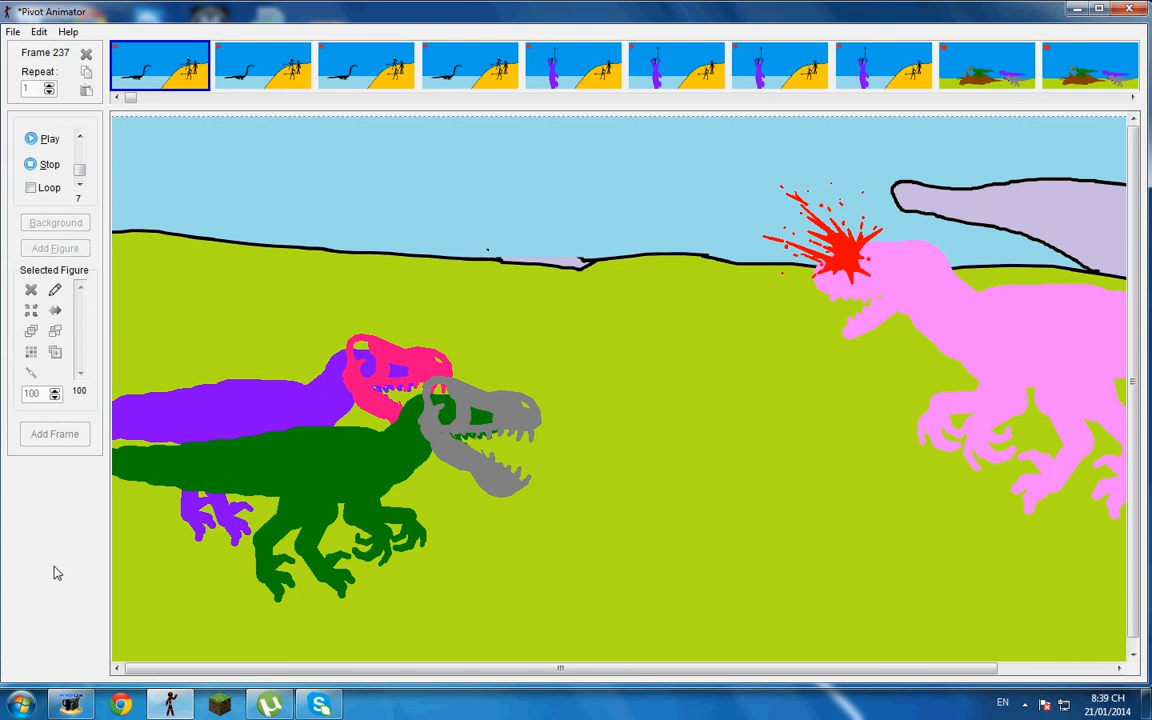 *Pivot Animator
File Edit Help
Frame 237
Repeat :
1
Play
Stop
Loop
7
Background
Add Figure
Selected Figure
100
100
Add Frame
EN
8:39 CH
21/01/2014